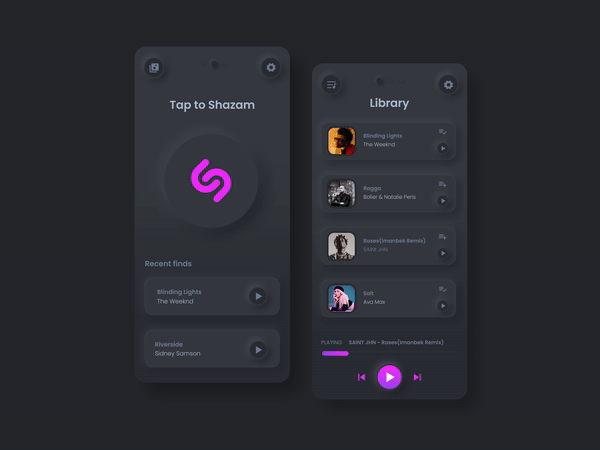 Tap to Shazam
Recent finds
Blinding Lights
The Weeknd
Riverside
Sidney Samson
Library
Blinding Lights
The Weeknd
Ragga
Boiler & Natalie Peris
Roses(Imanbek Remix)
SAINT JHN
Salt
Ava Max
PLAYING SAINT JHN - Roses(Imanbek Remix)